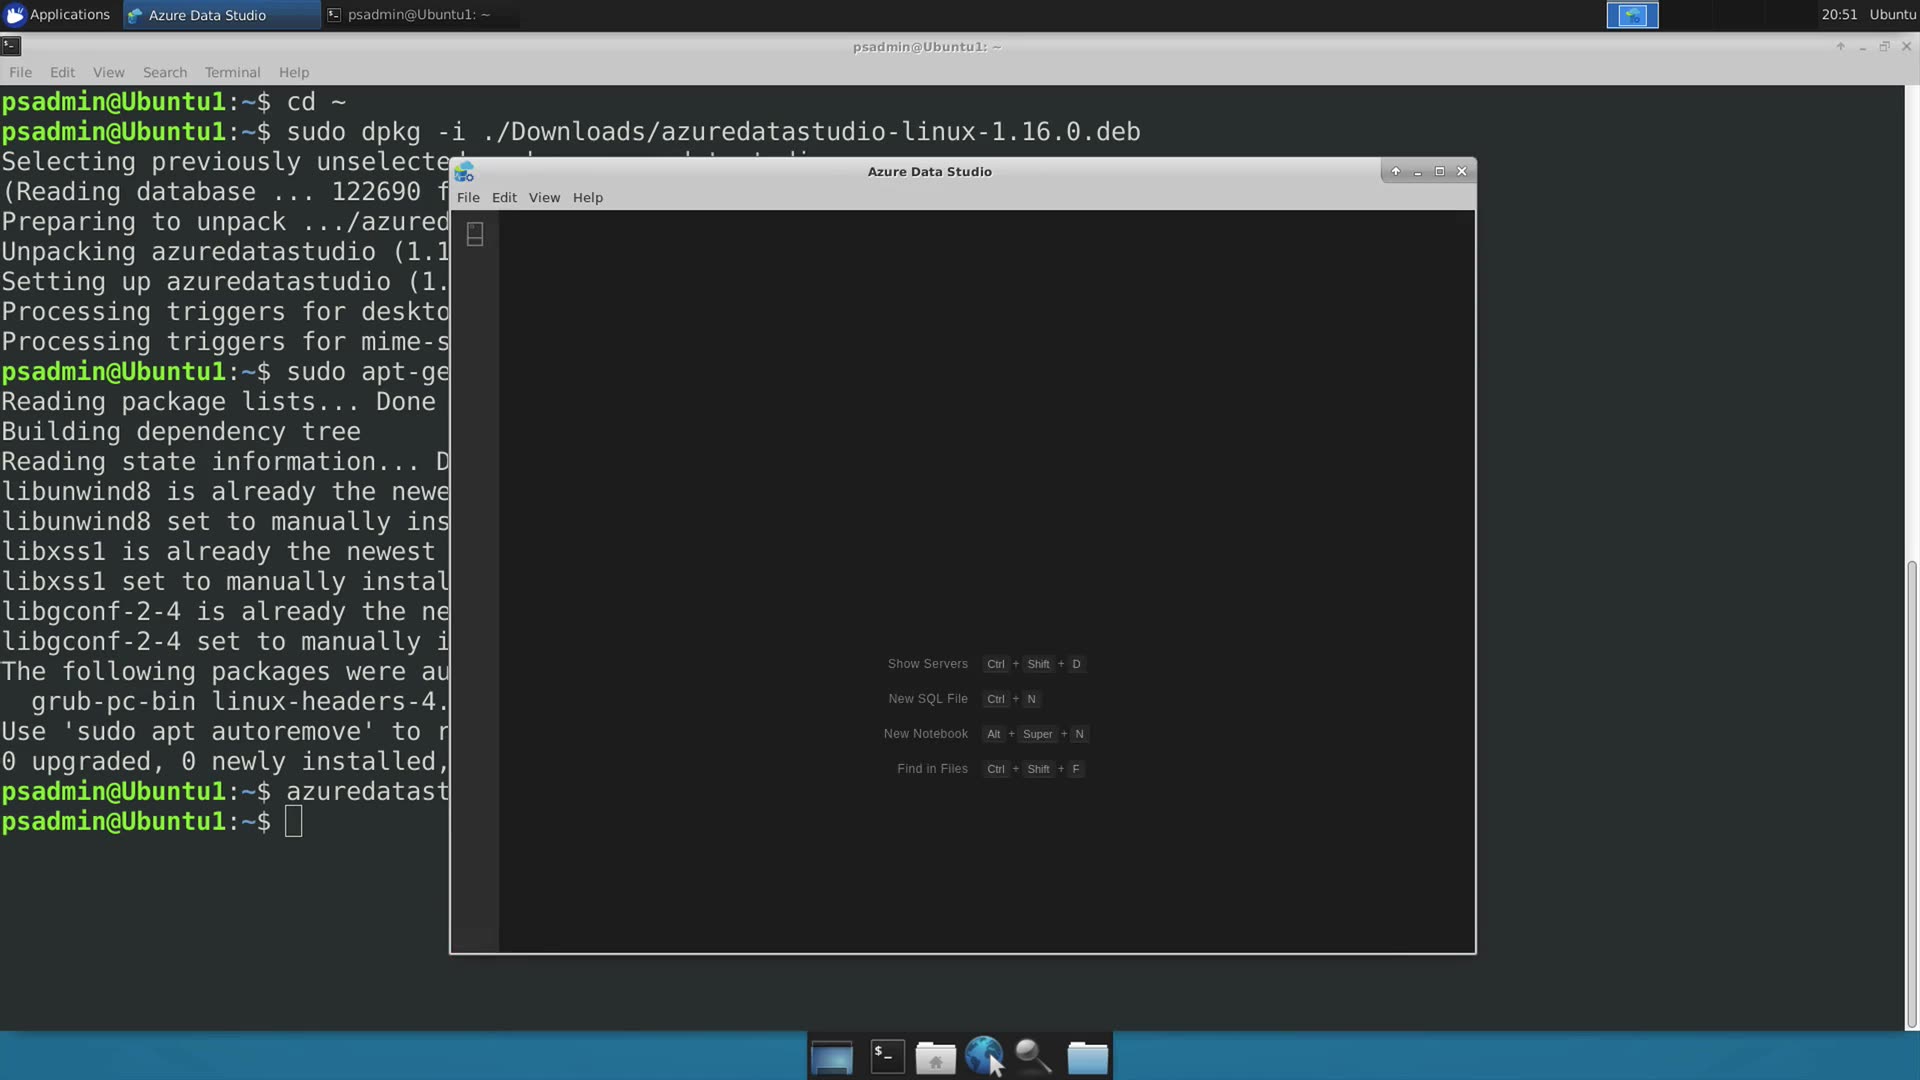 Applications Azure Data Studio psadmin@Ubuntu1: ~ 20:51 Ubuntu
psadmin@Ubuntu1: ~
File Edit View Search Terminal Help
psadmin@Ubuntu1:~$ cd ~
psadmin@Ubuntu1:~$ sudo dpkg -i ./Downloads/azuredatastudio-linux-1.16.0.deb
Selecting previously unselecte
(Reading database ... 122690 f
Preparing to unpack .../azured
Unpacking azuredatastudio (1.1
Setting up azuredatastudio (1.
Processing triggers for deskto
Processing triggers for mime-s
psadmin@Ubuntu1:~$ sudo apt-ge
Reading package lists... Done
Building dependency tree
Reading state information... D
libunwind8 is already the newe
libunwind8 set to manually ins
libxss1 is already the newest
libxss1 set to manually instal
libgconf-2-4 is already the ne
libgconf-2-4 set to manually i
The following packages were au
grub-pc-bin linux-headers-4.
Use 'sudo apt autoremove' to r
0 upgraded, 0 newly installed,
psadmin@Ubuntu1:~$ azuredatast
psadmin@Ubuntu1:~$
Azure Data Studio
File Edit View Help
Show Servers Ctrl + Shift + D
New SQL File Ctrl + N
New Notebook Alt + Super + N
Find in Files Ctrl + Shift + F
$_